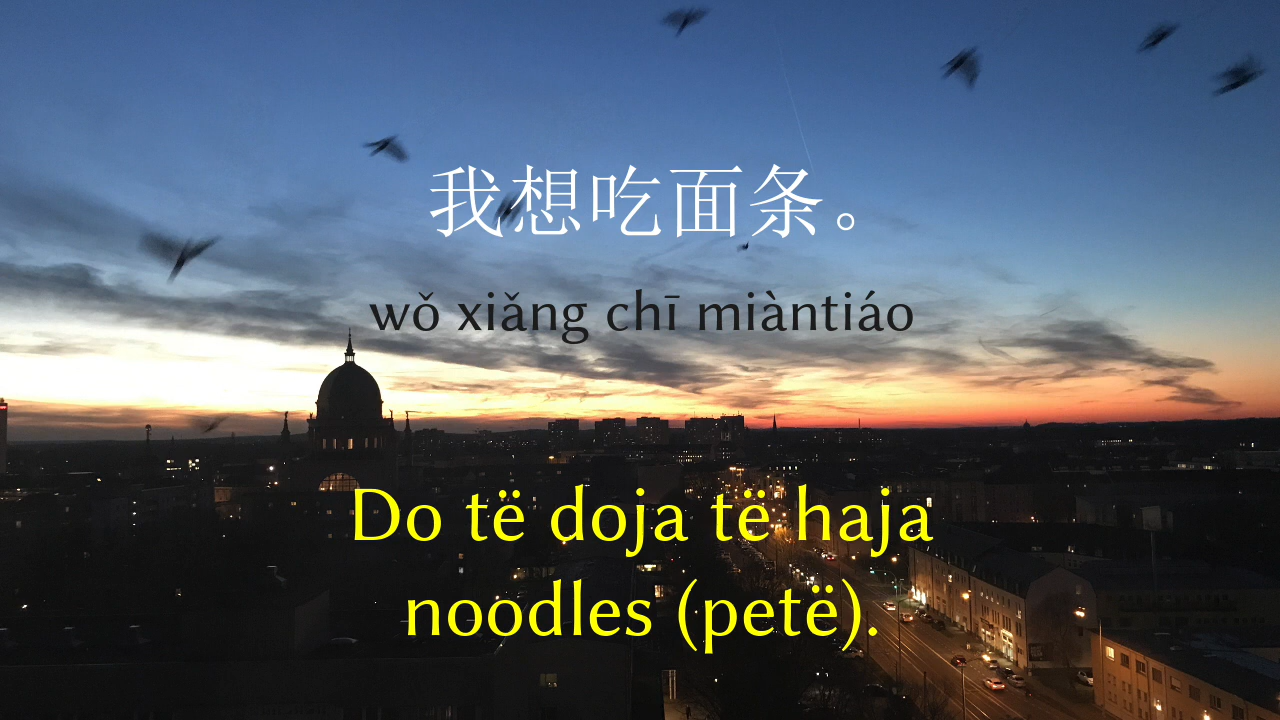 我想吃面条。
wǒ xiǎng chī miàntiáo
Do të doja të haja
noodles (petë).